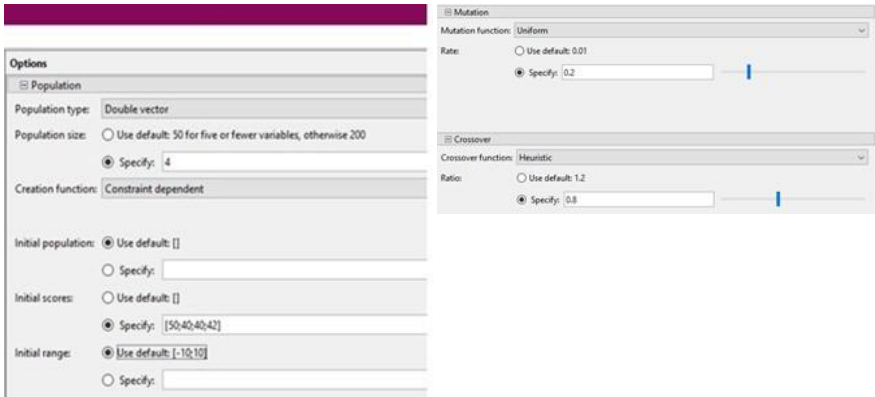 Options
Population
Population type: Double vector
Population size: Use default: 50 for five or fewer variables, otherwise 200
Specify: 4
Creation function: Constraint dependent
Initial population: Use default: []
Specify:
Initial scores: Use default: []
Specify: [50;40;40;42]
Initial range: Use default: [-10;10]
Specify:
Mutation
Mutation function: Uniform
Rate: Use default: 0.01
Specify: 0.2
Crossover
Crossover function: Heuristic
Ratio: Use default: 1.2
Specify: 0.8